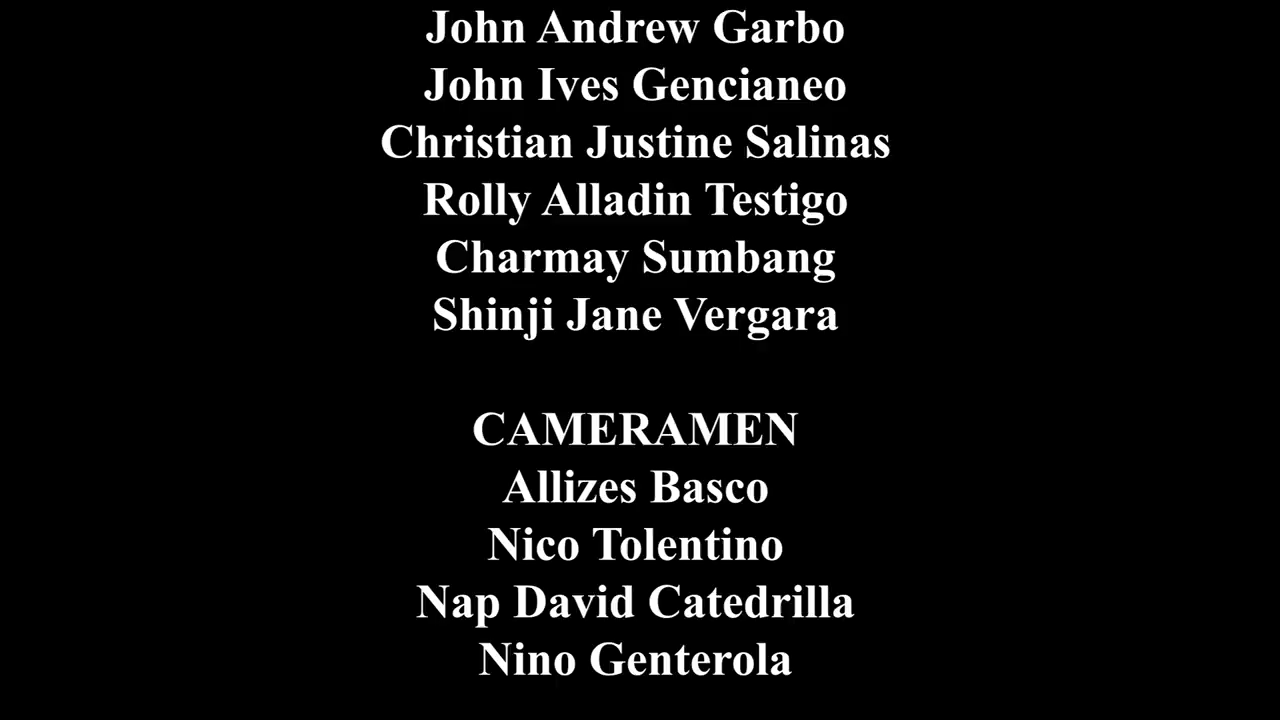 John Andrew Garbo
John Ives Gencianeo
Christian Justine Salinas
Rolly Alladin Testigo
Charmay Sumbang
Shinji Jane Vergara
CAMERAMEN
Allizes Basco
Nico Tolentino
Nap David Catedrilla
Nino Genterola